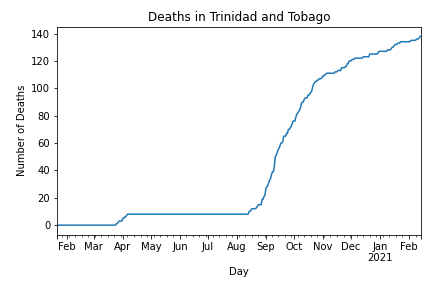 Deaths in Trinidad and Tobago
140
120
100
80
60
40
20
0
Number of Deaths
Feb Mar Apr May Jun Jul Aug Sep Oct Nov Dec Jan Feb
2021
Day